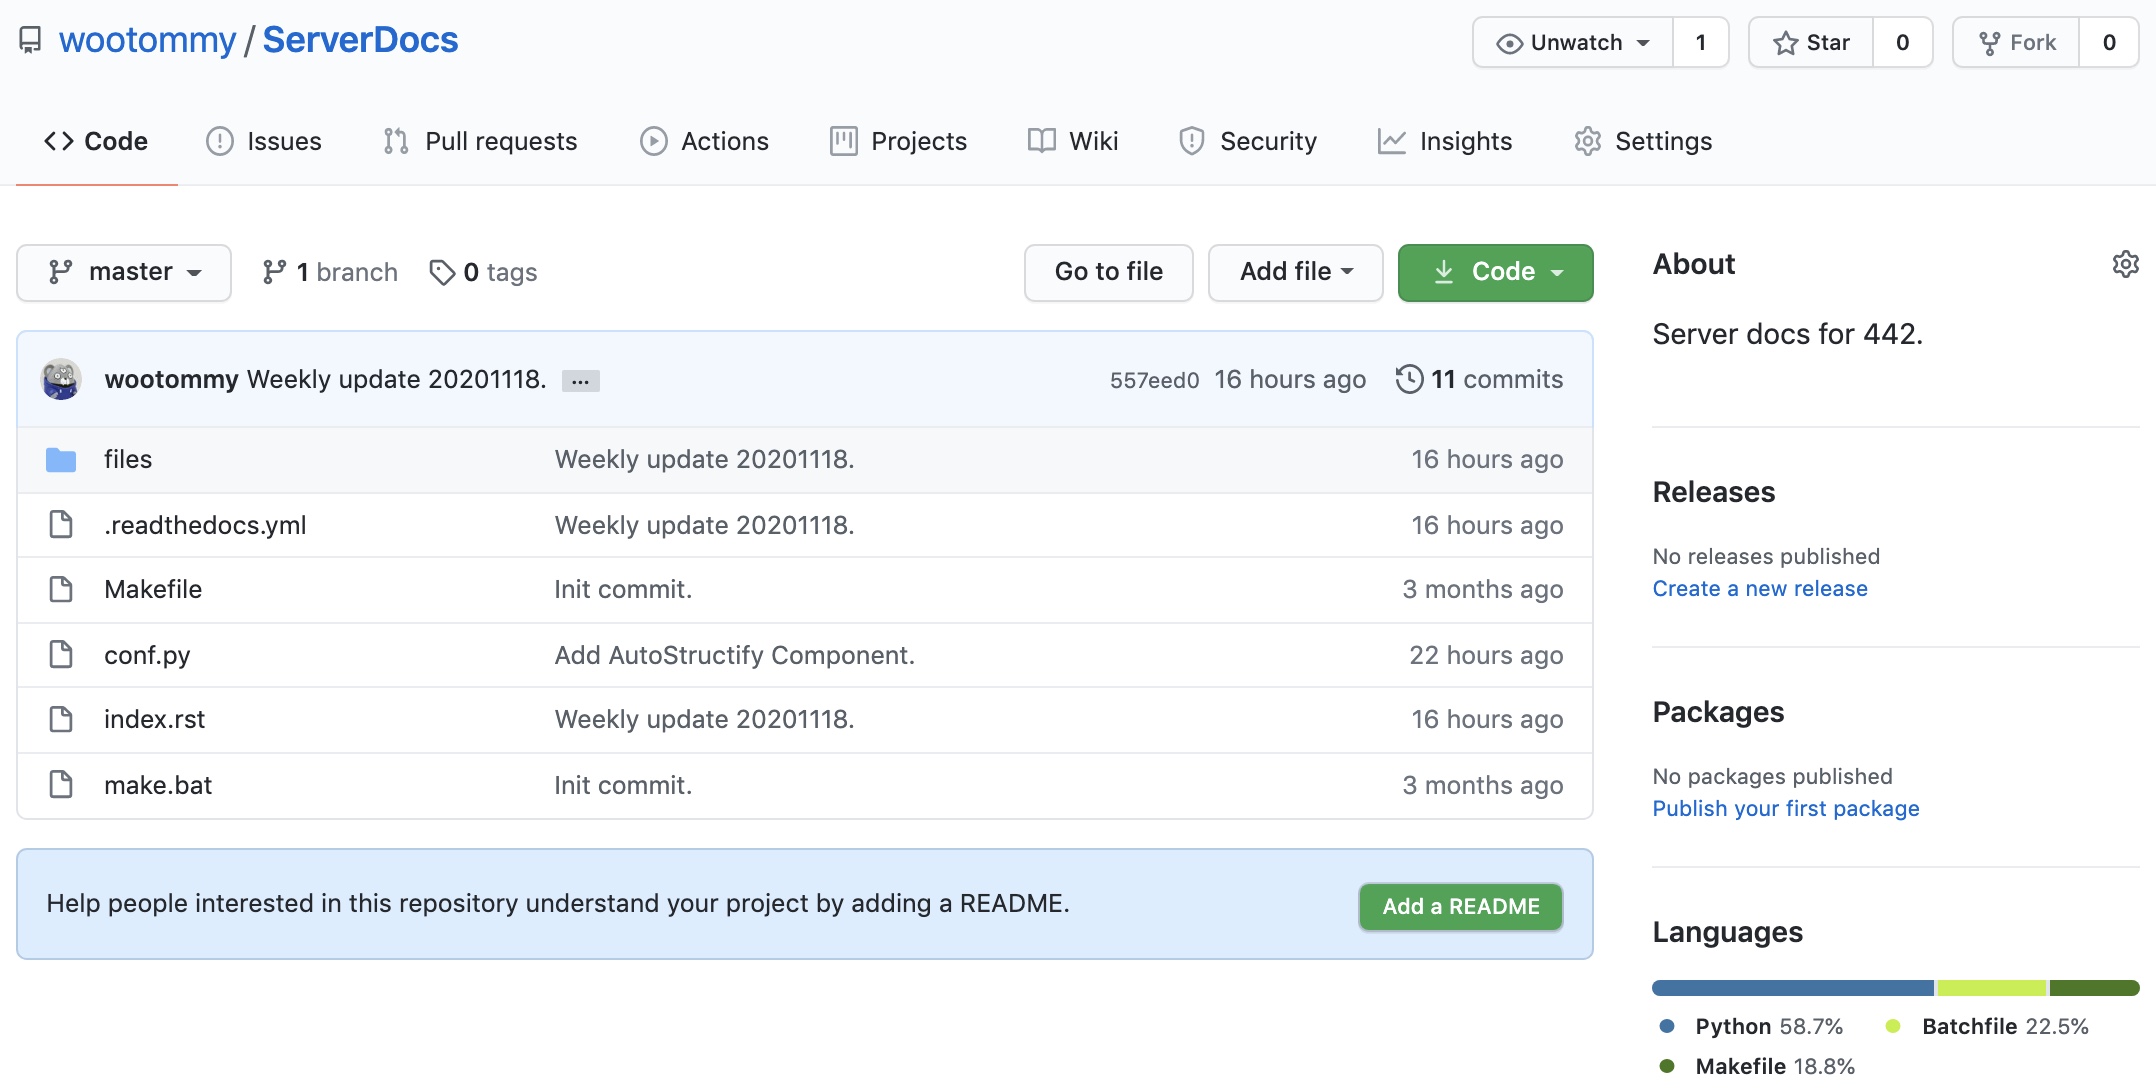 wootommy / ServerDocs
Unwatch 1 Star 0 Fork 0
Code Issues Pull requests Actions Projects Wiki Security Insights Settings
master 1 branch 0 tags Go to file Add file Code
wootommy Weekly update 20201118. ... 557eed0 16 hours ago 11 commits
files Weekly update 20201118. 16 hours ago
.readthedocs.yml Weekly update 20201118. 16 hours ago
Makefile Init commit. 3 months ago
conf.py Add AutoStructify Component. 22 hours ago
index.rst Weekly update 20201118. 16 hours ago
make.bat Init commit. 3 months ago
Help people interested in this repository understand your project by adding a README. Add a README
About
Server docs for 442.
Releases
No releases published
Create a new release
Packages
No packages published
Publish your first package
Languages
Python 58.7% Batchfile 22.5%
Makefile 18.8%